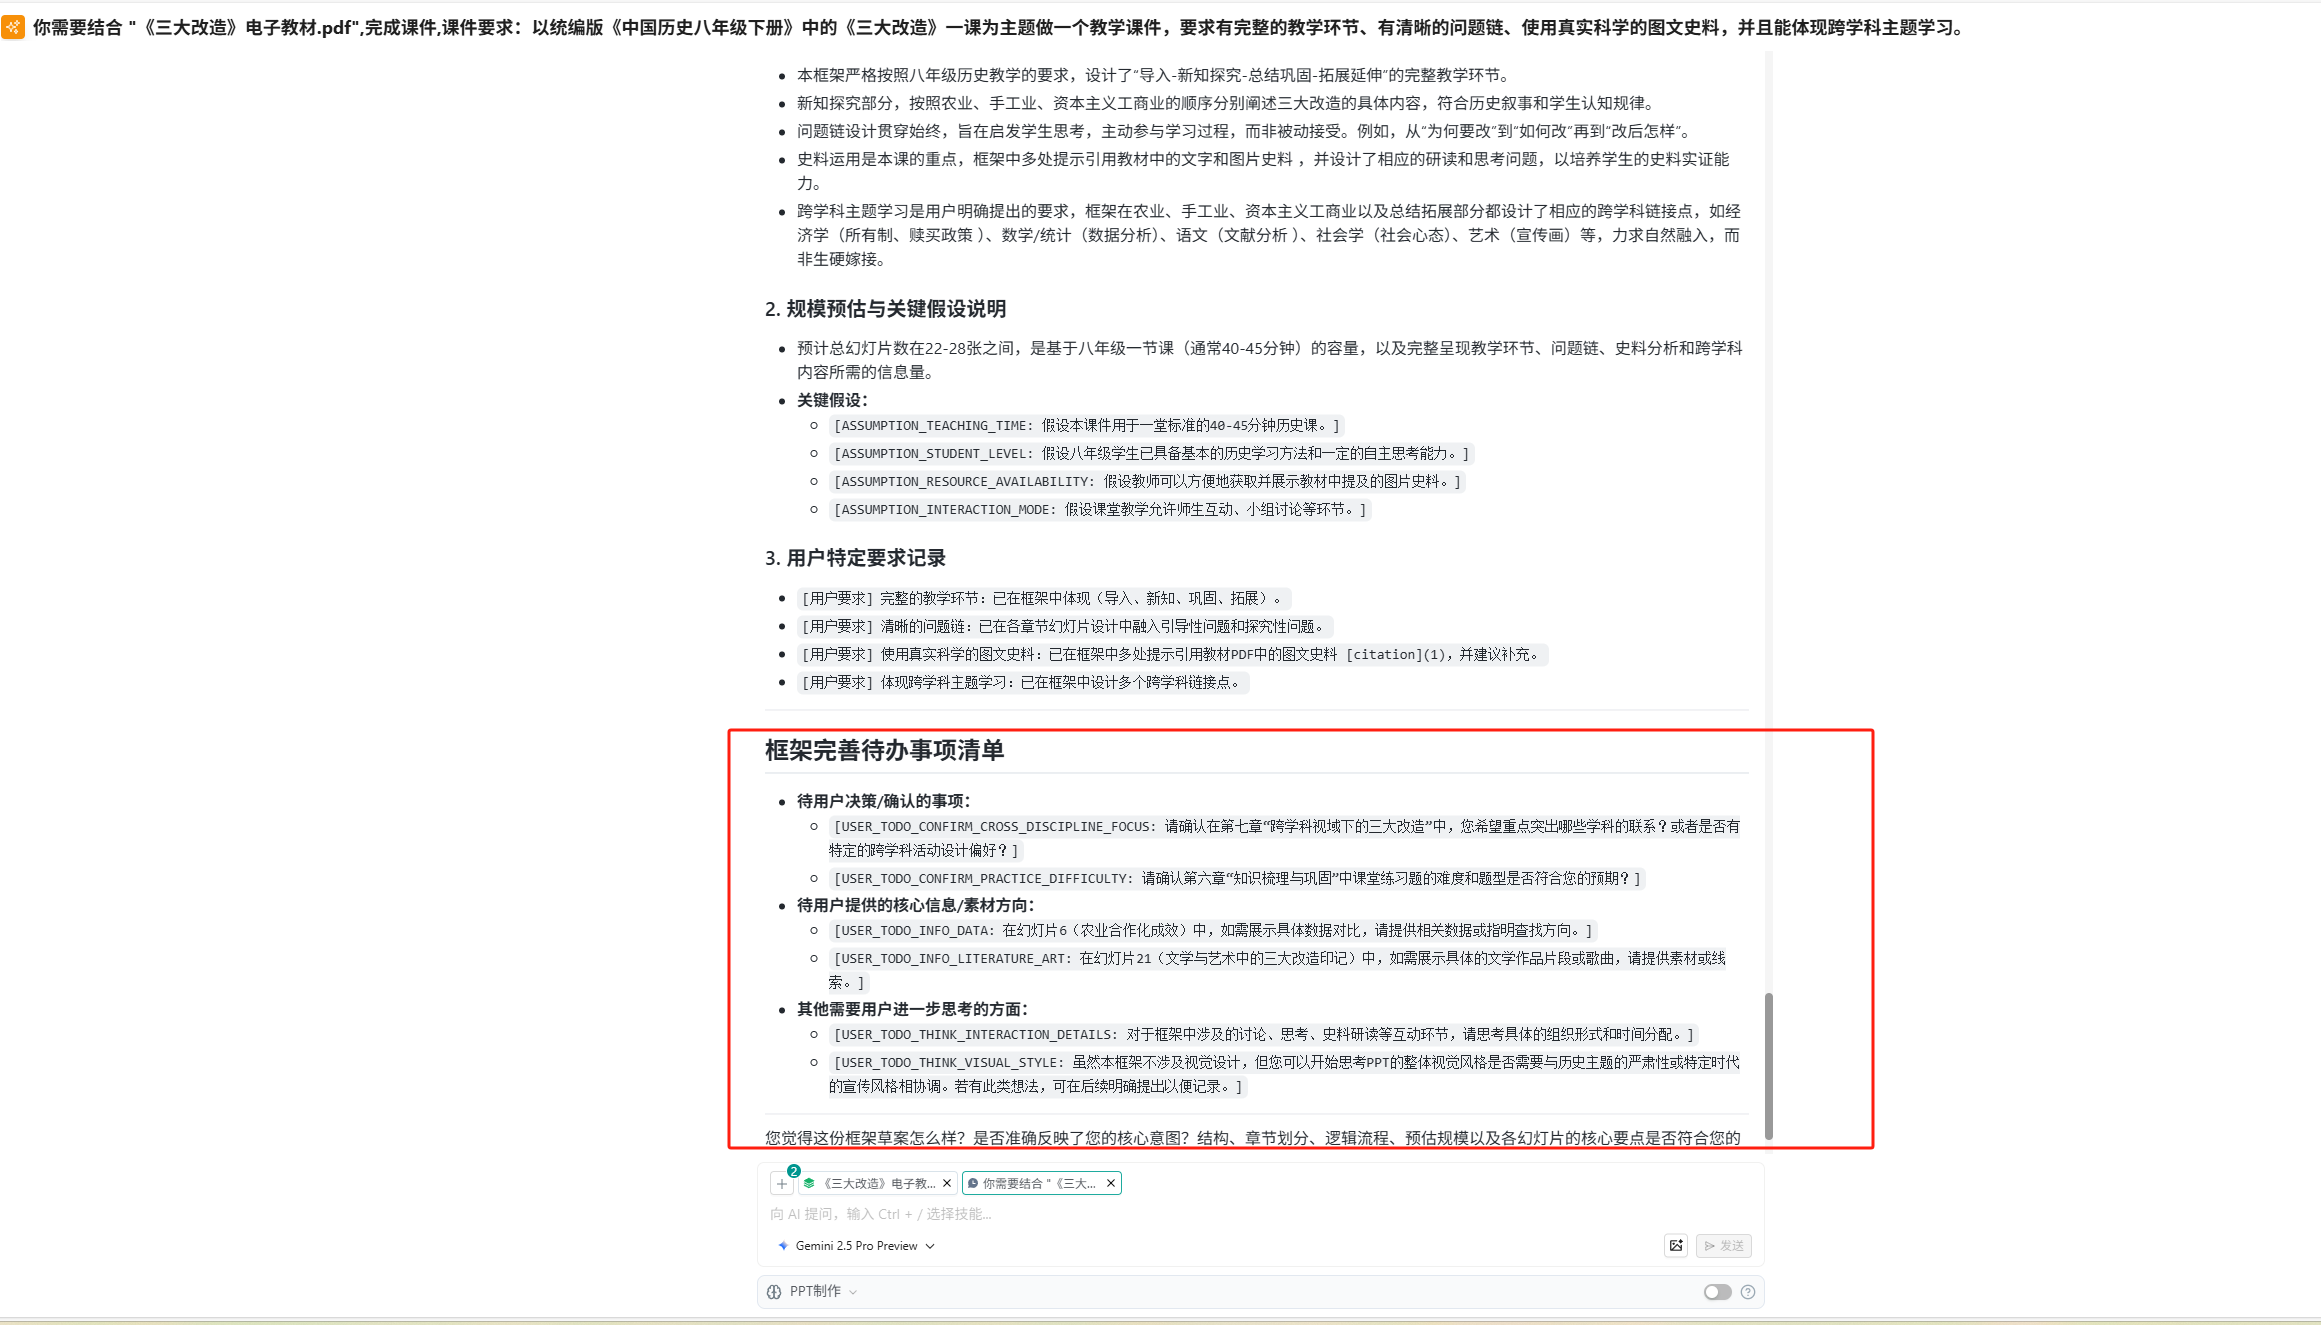 你需要结合 "《三大改造》电子教材.pdf",完成课件,课件要求：以统编版《中国历史八年级下册》中的《三大改造》一课为主题做一个教学课件，要求有完整的教学环节、有清晰的问题链、使用真实科学的图文史料，并且能体现跨学科主题学习。
本框架严格按照八年级历史教学的要求，设计了“导入-新知探究-总结巩固-拓展延伸”的完整教学环节。
新知探究部分，按照农业、手工业、资本主义工商业的顺序分别阐述三大改造的具体内容，符合历史叙事和学生认知规律。
问题链设计贯穿始终，旨在启发学生思考，主动参与学习过程，而非被动接受。例如，从“为何要改”到“如何改”再到“改后怎样”。
史料运用是本课的重点，框架中多处提示引用教材中的文字和图片史料 ，并设计了相应的研读和思考问题，以培养学生的史料实证能
力。
跨学科主题学习是用户明确提出的要求，框架在农业、手工业、资本主义工商业以及总结拓展部分都设计了相应的跨学科链接点，如经
济学（所有制、赎买政策 ）、数学/统计（数据分析）、语文（文献分析 ）、社会学（社会心态）、艺术（宣传画）等，力求自然融入，而
非生硬嫁接。
2. 规模预估与关键假设说明
预计总幻灯片数在22-28张之间，是基于八年级一节课（通常40-45分钟）的容量，以及完整呈现教学环节、问题链、史料分析和跨学科
内容所需的信息量。
关键假设：
[ASSUMPTION_TEACHING_TIME: 假设本课件用于一堂标准的40-45分钟历史课。]
[ASSUMPTION_STUDENT_LEVEL: 假设八年级学生已具备基本的历史学习方法和一定的自主思考能力。]
[ASSUMPTION_RESOURCE_AVAILABILITY: 假设教师可以方便地获取并展示教材中提及的图片史料。]
[ASSUMPTION_INTERACTION_MODE: 假设课堂教学允许师生互动、小组讨论等环节。]
3. 用户特定要求记录
[用户要求] 完整的教学环节：已在框架中体现（导入、新知、巩固、拓展）。
[用户要求] 清晰的问题链：已在各章节幻灯片设计中融入引导性问题和探究性问题。
[用户要求] 使用真实科学的图文史料：已在框架中多处提示引用教材PDF中的图文史料 [citation](1)，并建议补充。
[用户要求] 体现跨学科主题学习：已在框架中设计多个跨学科链接点。
框架完善待办事项清单
待用户决策/确认的事项：
[USER_TODO_CONFIRM_CROSS_DISCIPLINE_FOCUS: 请确认在第七章“跨学科视域下的三大改造”中，您希望重点突出哪些学科的联系？或者是否有
特定的跨学科活动设计偏好？]
[USER_TODO_CONFIRM_PRACTICE_DIFFICULTY: 请确认第六章“知识梳理与巩固”中课堂练习题的难度和题型是否符合您的预期？]
待用户提供的核心信息/素材方向：
[USER_TODO_INFO_DATA: 在幻灯片6（农业合作化成效）中，如需展示具体数据对比，请提供相关数据或指明查找方向。]
[USER_TODO_INFO_LITERATURE_ART: 在幻灯片21（文学与艺术中的三大改造印记）中，如需展示具体的文学作品片段或歌曲，请提供素材或线
索。]
其他需要用户进一步思考的方面：
[USER_TODO_THINK_INTERACTION_DETAILS: 对于框架中涉及的讨论、思考、史料研读等互动环节，请思考具体的组织形式和时间分配。]
[USER_TODO_THINK_VISUAL_STYLE: 虽然本框架不涉及视觉设计，但您可以开始思考PPT的整体视觉风格是否需要与历史主题的严肃性或特定时代
的宣传风格相协调。若有此类想法，可在后续明确提出以便记录。]
您觉得这份框架草案怎么样？是否准确反映了您的核心意图？结构、章节划分、逻辑流程、预估规模以及各幻灯片的核心要点是否符合您的
2
《三大改造》电子教... ×
你需要结合 "《三大... ×
向 AI 提问，输入 Ctrl + / 选择技能...
Gemini 2.5 Pro Preview
发送
PPT制作